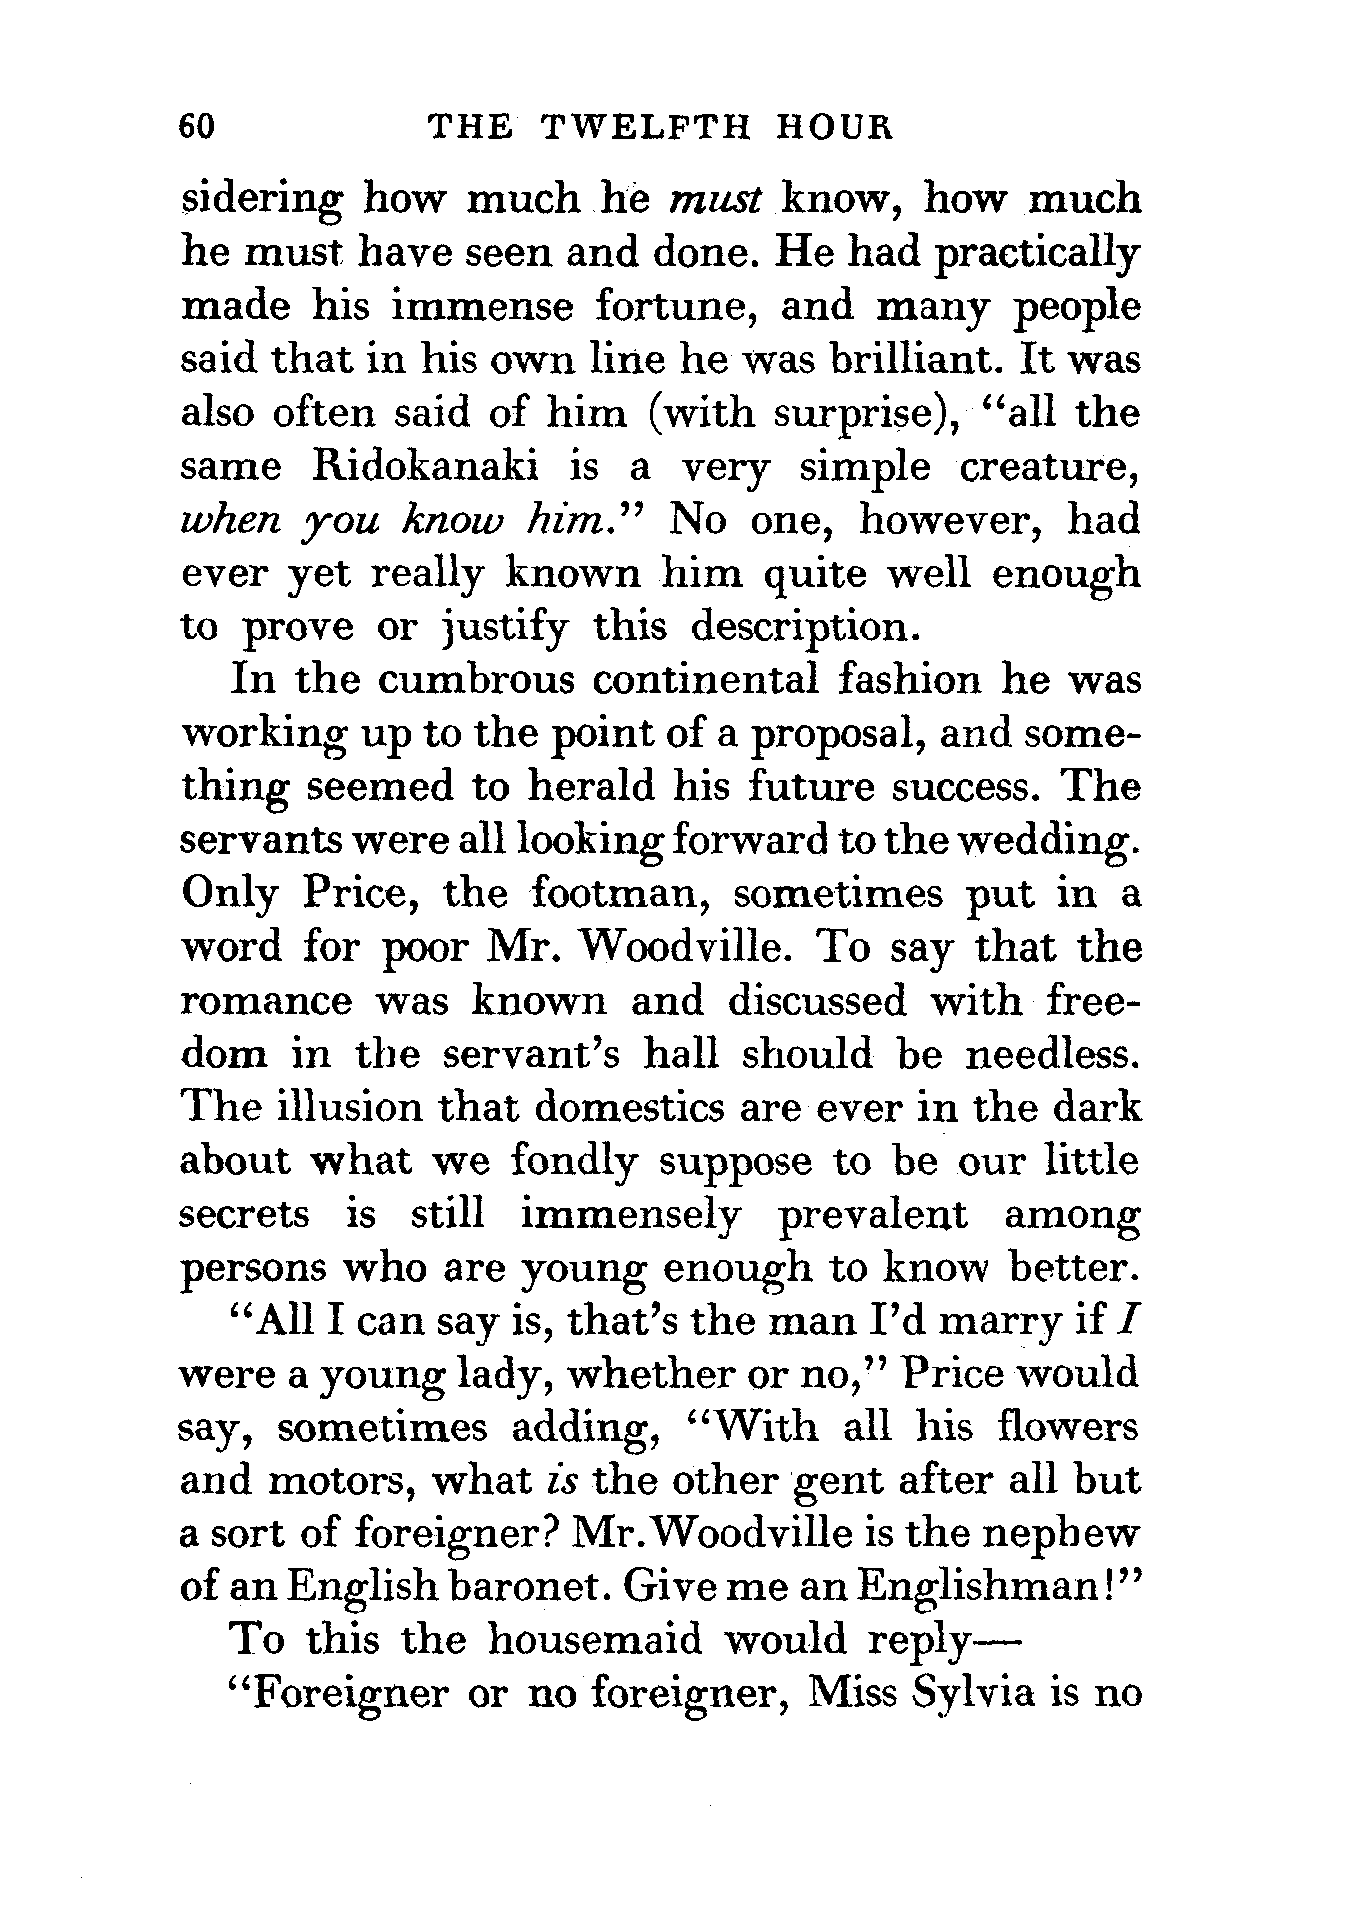 60 THE TWELFTH HOUR
sidering how much he must know, how much
he must have seen and done. He had practically
made his immense fortune, and many people
said that in his own line he was brilliant. It was
also often said of him (with surprise), “all the
same Ridokanaki is a very simple creature,
when you know him.” No one, however, had
ever yet really known him quite well enough
to prove or justify this description.
In the cumbrous continental fashion he was
working up to the point of a proposal, and some-
thing seemed to herald his future success. The
servants were all looking forward to the wedding.
Only Price, the footman, sometimes put in a
word for poor Mr. Woodville. To say that the
romance was known and discussed with free-
dom in the servant’s hall should be needless.
The illusion that domestics are ever in the dark
about what we fondly suppose to be our little
secrets is still immensely prevalent among
persons who are young enough to know better.
“All I can say is, that’s the man I’d marry if I
were a young lady, whether or no,” Price would
say, sometimes adding, “With all his flowers
and motors, what is the other gent after all but
a sort of foreigner? Mr. Woodville is the nephew
of an English baronet. Give me an Englishman!”
To this the housemaid would reply—
“Foreigner or no foreigner, Miss Sylvia is no